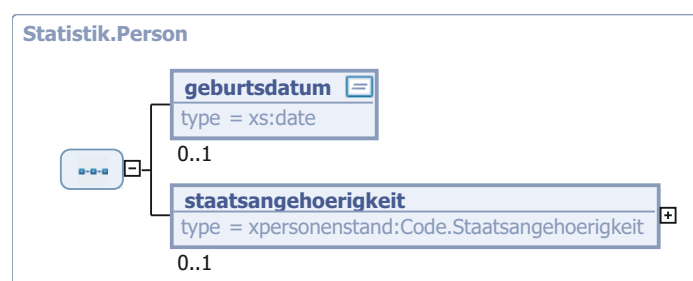 Statistik.Person
geburtsdatum
type = xs:date
0..1
staatsangehoerigkeit
type = xpersonenstand:Code.Staatsangehoerigkeit
0..1